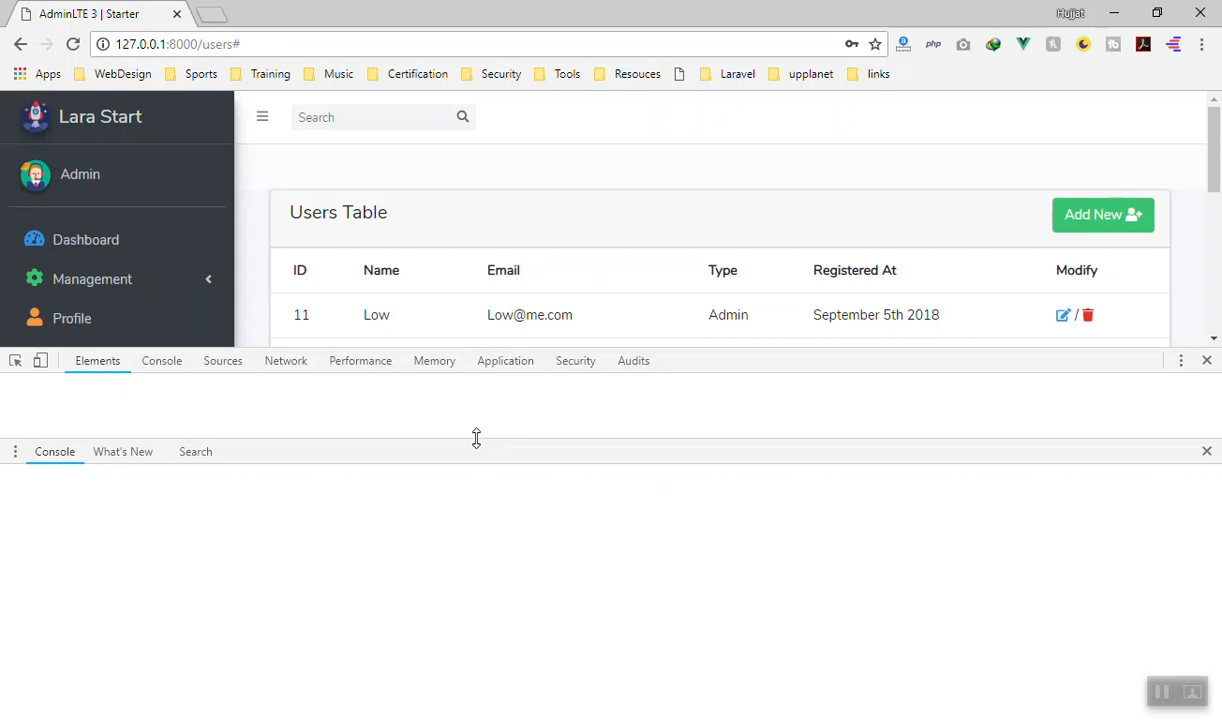 AdminLTE 3 | Starter
Hujjat
127.0.0.1:8000/users#
php
Apps WebDesign Sports Training Music Certification Security Tools Resouces Laravel upplanet links
Lara Start
Search
Admin
Users Table
Add New
Dashboard
ID Name Email Type Registered At Modify
Management
11 Low Low@me.com Admin September 5th 2018 /
Profile
Elements Console Sources Network Performance Memory Application Security Audits
Console What's New Search